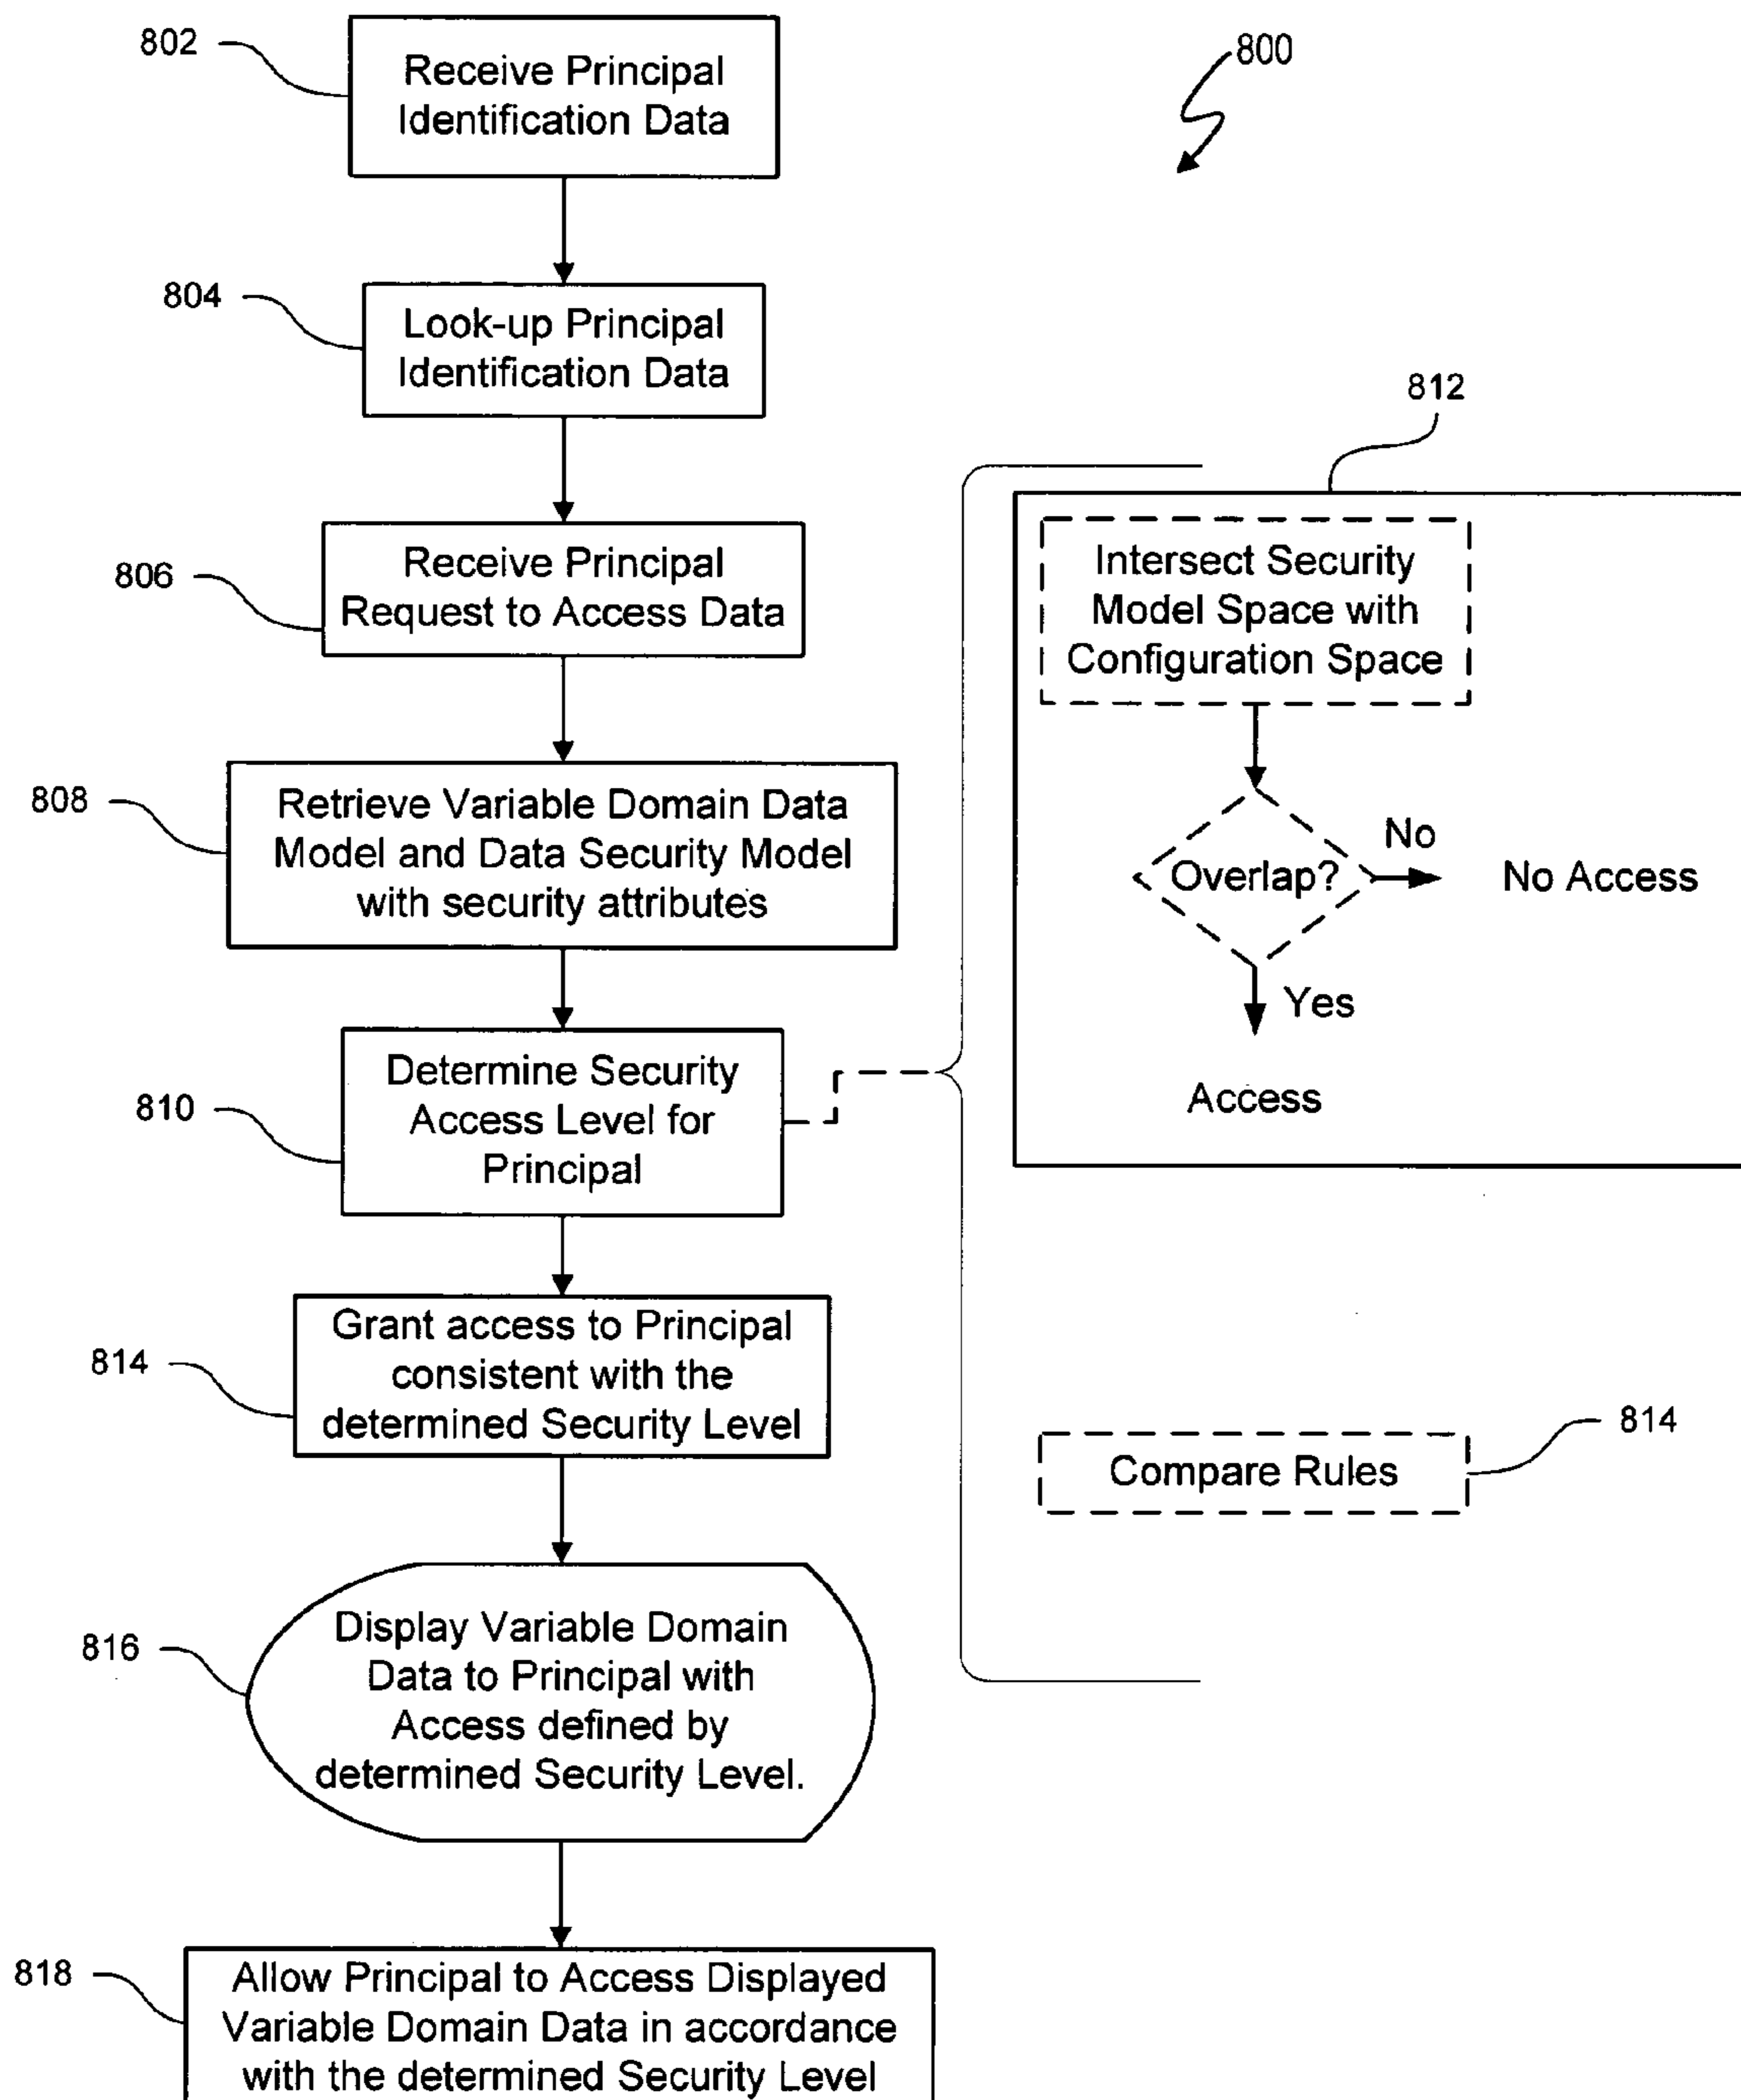 802
Receive Principal
Identification Data
800
804
Look-up Principal
Identification Data
806
Receive Principal
Request to Access Data
808
Retrieve Variable Domain Data
Model and Data Security Model
with security attributes
810
Determine Security
Access Level for
Principal
812
Intersect Security
Model Space with
Configuration Space
Overlap?
No
No Access
Yes
Access
814
Grant access to Principal
consistent with the
determined Security Level
Compare Rules
814
816
Display Variable Domain
Data to Principal with
Access defined by
determined Security Level.
818
Allow Principal to Access Displayed
Variable Domain Data in accordance
with the determined Security Level